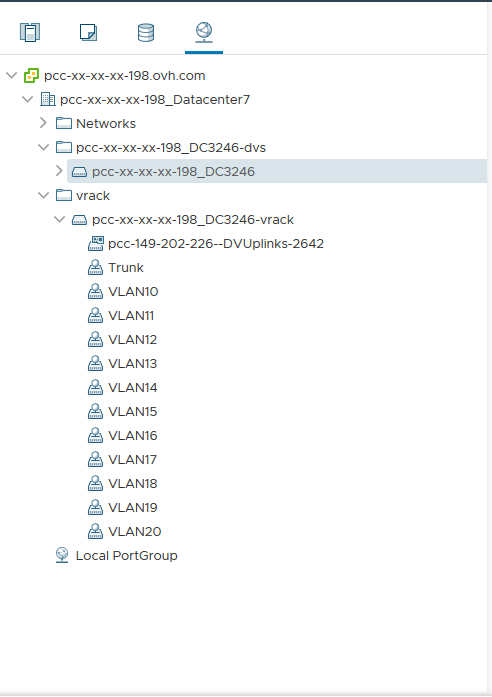 pcc-xx-xx-xx-198.ovh.com
pcc-xx-xx-xx-198_Datacenter7
Networks
pcc-xx-xx-xx-198_DC3246-dvs
pcc-xx-xx-xx-198_DC3246
vrack
pcc-xx-xx-xx-198_DC3246-vrack
pcc-149-202-226--DVUplinks-2642
Trunk
VLAN10
VLAN11
VLAN12
VLAN13
VLAN14
VLAN15
VLAN16
VLAN17
VLAN18
VLAN19
VLAN20
Local PortGroup